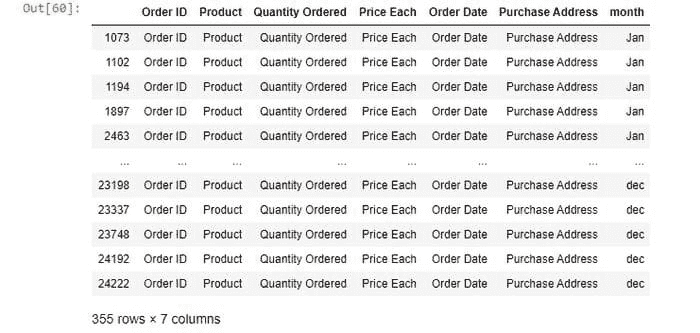 Out[60]:
Order ID Product Quantity Ordered Price Each Order Date Purchase Address month
1073 Order ID Product Quantity Ordered Price Each Order Date Purchase Address Jan
1102 Order ID Product Quantity Ordered Price Each Order Date Purchase Address Jan
1194 Order ID Product Quantity Ordered Price Each Order Date Purchase Address Jan
1897 Order ID Product Quantity Ordered Price Each Order Date Purchase Address Jan
2463 Order ID Product Quantity Ordered Price Each Order Date Purchase Address Jan
... ... ... ... ... ... ... ...
23198 Order ID Product Quantity Ordered Price Each Order Date Purchase Address dec
23337 Order ID Product Quantity Ordered Price Each Order Date Purchase Address dec
23748 Order ID Product Quantity Ordered Price Each Order Date Purchase Address dec
24192 Order ID Product Quantity Ordered Price Each Order Date Purchase Address dec
24222 Order ID Product Quantity Ordered Price Each Order Date Purchase Address dec
355 rows × 7 columns